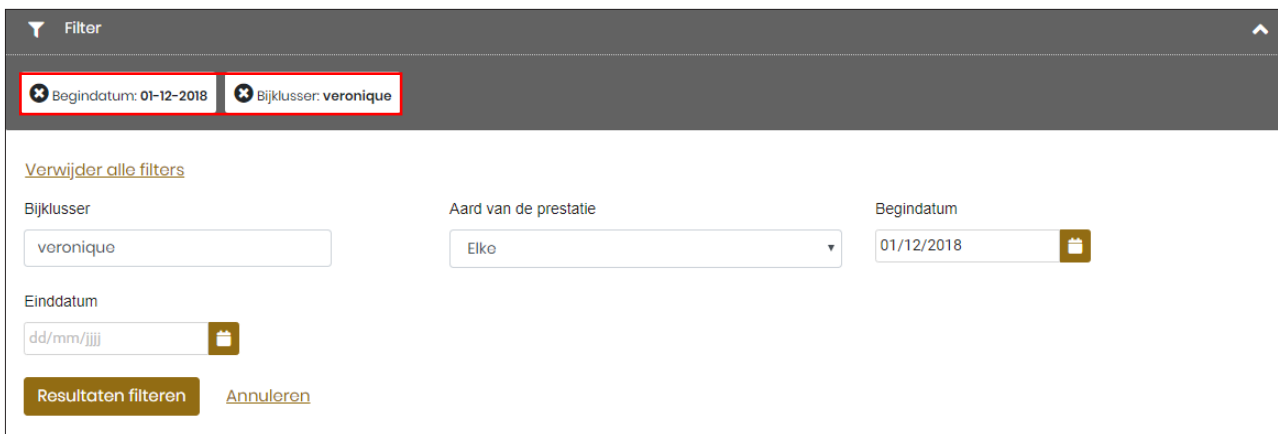 Filter
Begindatum: 01-12-2018 Bijklusser: veronique
Verwijder alle filters
Bijklusser Aard van de prestatie Begindatum
veronique Elke 01/12/2018
Einddatum
dd/mm/jjjj
Resultaten filteren Annuleren